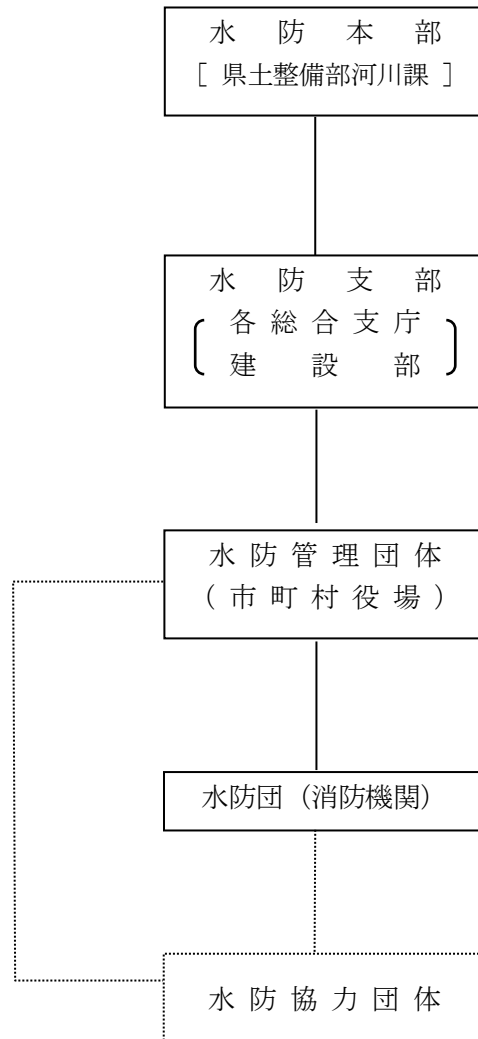 水防本部
[県土整備部河川課]
水防支部
各総合支庁
建設部
水防管理団体
(市町村役場)
水防団（消防機関）
水防協力団体